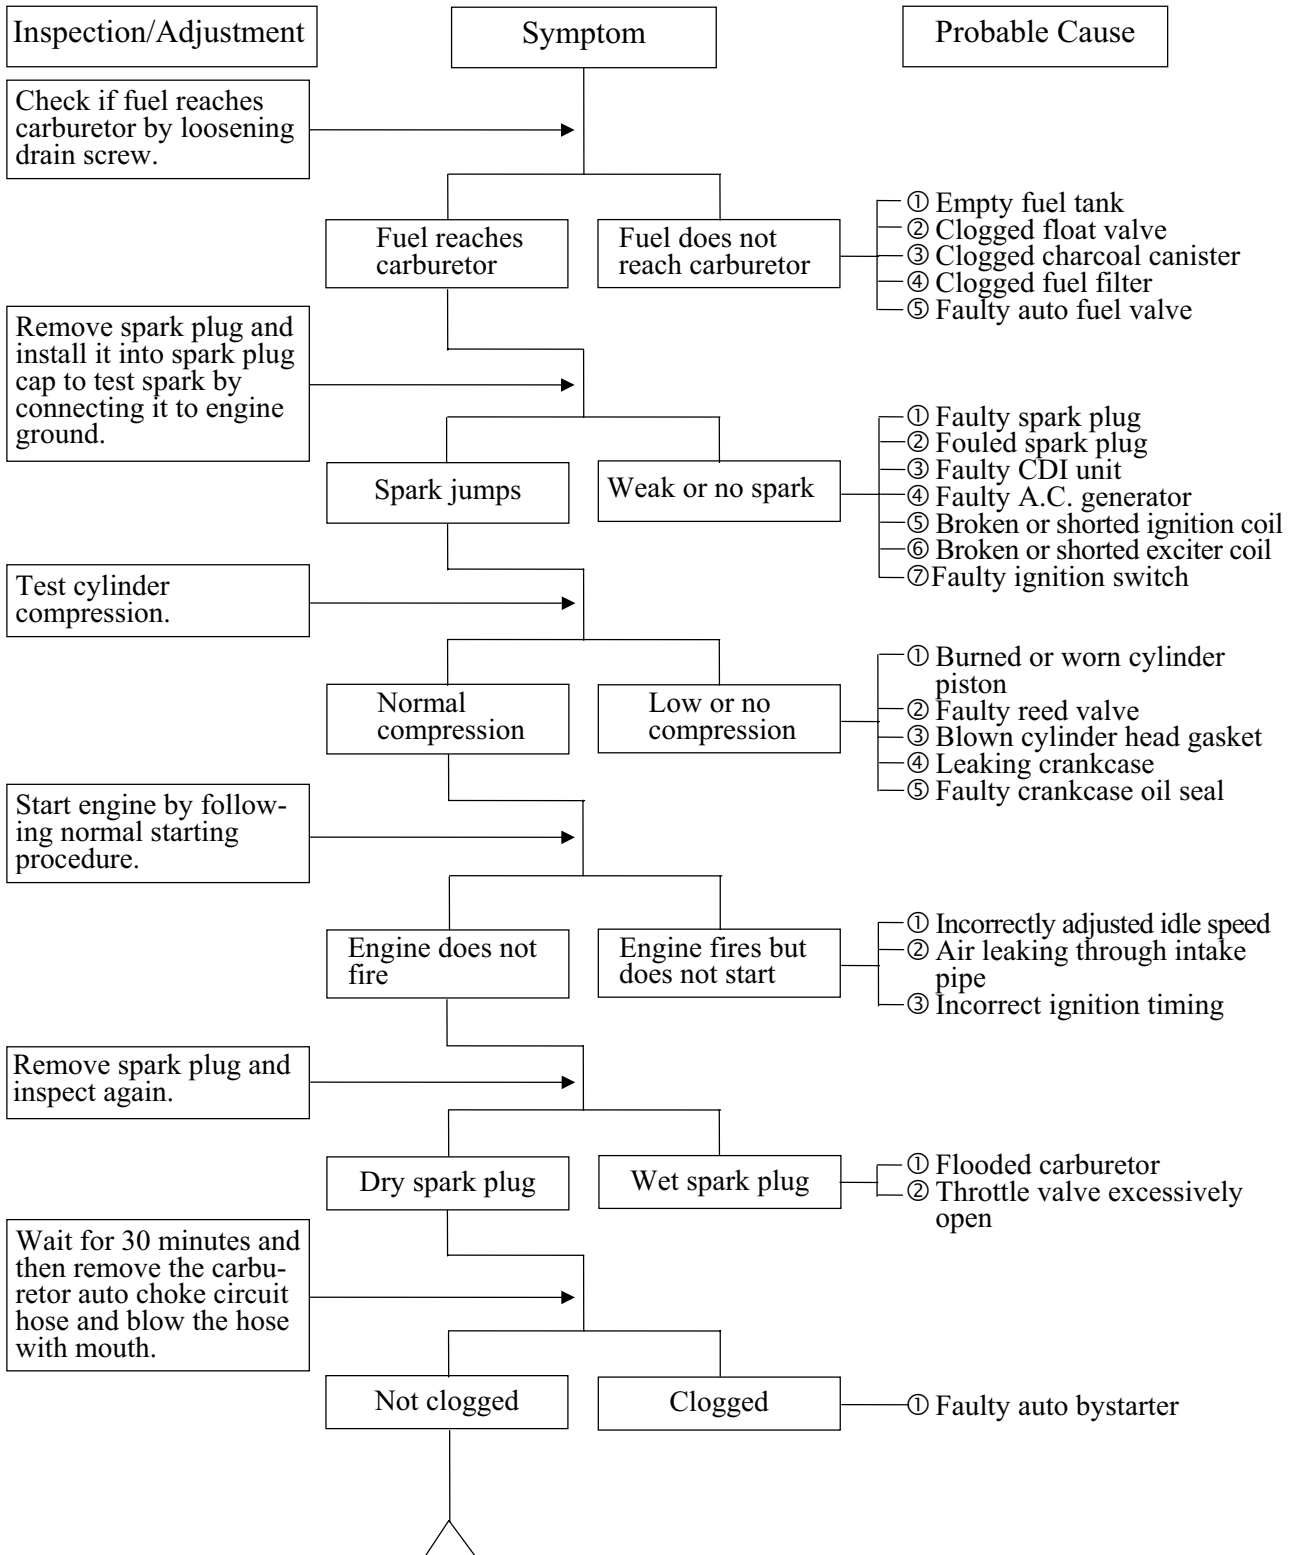 Inspection/Adjustment
Symptom
Probable Cause
Check if fuel reaches
carburetor by loosening
drain screw.
Fuel reaches
carburetor
Fuel does not
reach carburetor
① Empty fuel tank
② Clogged float valve
③ Clogged charcoal canister
④ Clogged fuel filter
⑤ Faulty auto fuel valve
Remove spark plug and
install it into spark plug
cap to test spark by
connecting it to engine
ground.
Spark jumps
Weak or no spark
① Faulty spark plug
② Fouled spark plug
③ Faulty CDI unit
④ Faulty A.C. generator
⑤ Broken or shorted ignition coil
⑥ Broken or shorted exciter coil
⑦Faulty ignition switch
Test cylinder
compression.
Normal
compression
Low or no
compression
① Burned or worn cylinder
piston
② Faulty reed valve
③ Blown cylinder head gasket
④ Leaking crankcase
⑤ Faulty crankcase oil seal
Start engine by follow-
ing normal starting
procedure.
Engine does not
fire
Engine fires but
does not start
① Incorrectly adjusted idle speed
② Air leaking through intake
pipe
③ Incorrect ignition timing
Remove spark plug and
inspect again.
Dry spark plug
Wet spark plug
① Flooded carburetor
② Throttle valve excessively
open
Wait for 30 minutes and
then remove the carbu-
retor auto choke circuit
hose and blow the hose
with mouth.
Not clogged
Clogged
① Faulty auto bystarter